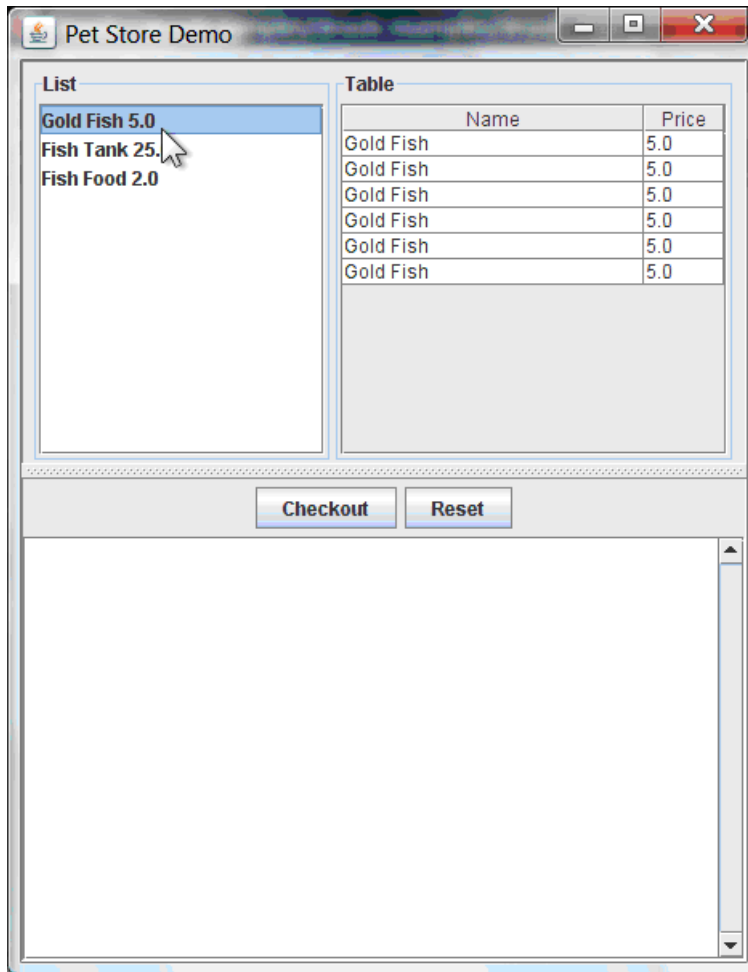 Pet Store Demo
List
Gold Fish 5.0
Fish Tank 25.
Fish Food 2.0
Table
Name Price
Gold Fish 5.0
Gold Fish 5.0
Gold Fish 5.0
Gold Fish 5.0
Gold Fish 5.0
Gold Fish 5.0
Checkout Reset